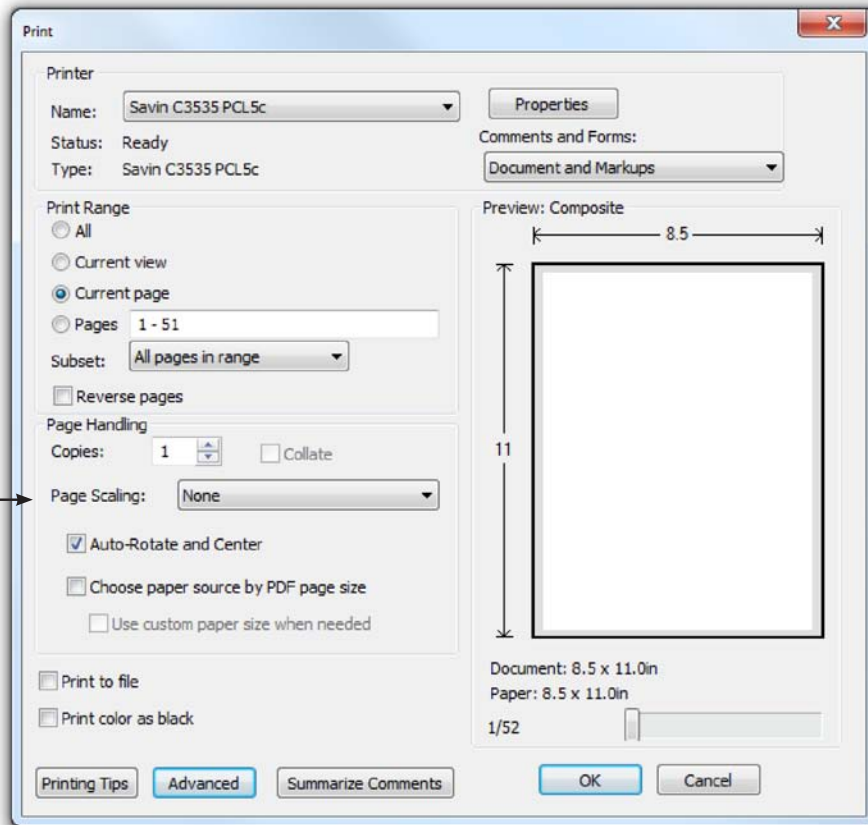 Print
Printer
Name: Savin C3535 PCL5c Properties
Status: Ready Comments and Forms:
Type: Savin C3535 PCL5c Document and Markups
Print Range
All
Current view
Current page
Pages 1 - 51
Subset: All pages in range
Reverse pages
Page Handling
Copies: 1 Collate
Page Scaling: None
Auto-Rotate and Center
Choose paper source by PDF page size
Use custom paper size when needed
Print to file
Print color as black
Preview: Composite
8.5
11
Document: 8.5 x 11.0in
Paper: 8.5 x 11.0in
1/52
Printing Tips Advanced Summarize Comments OK Cancel